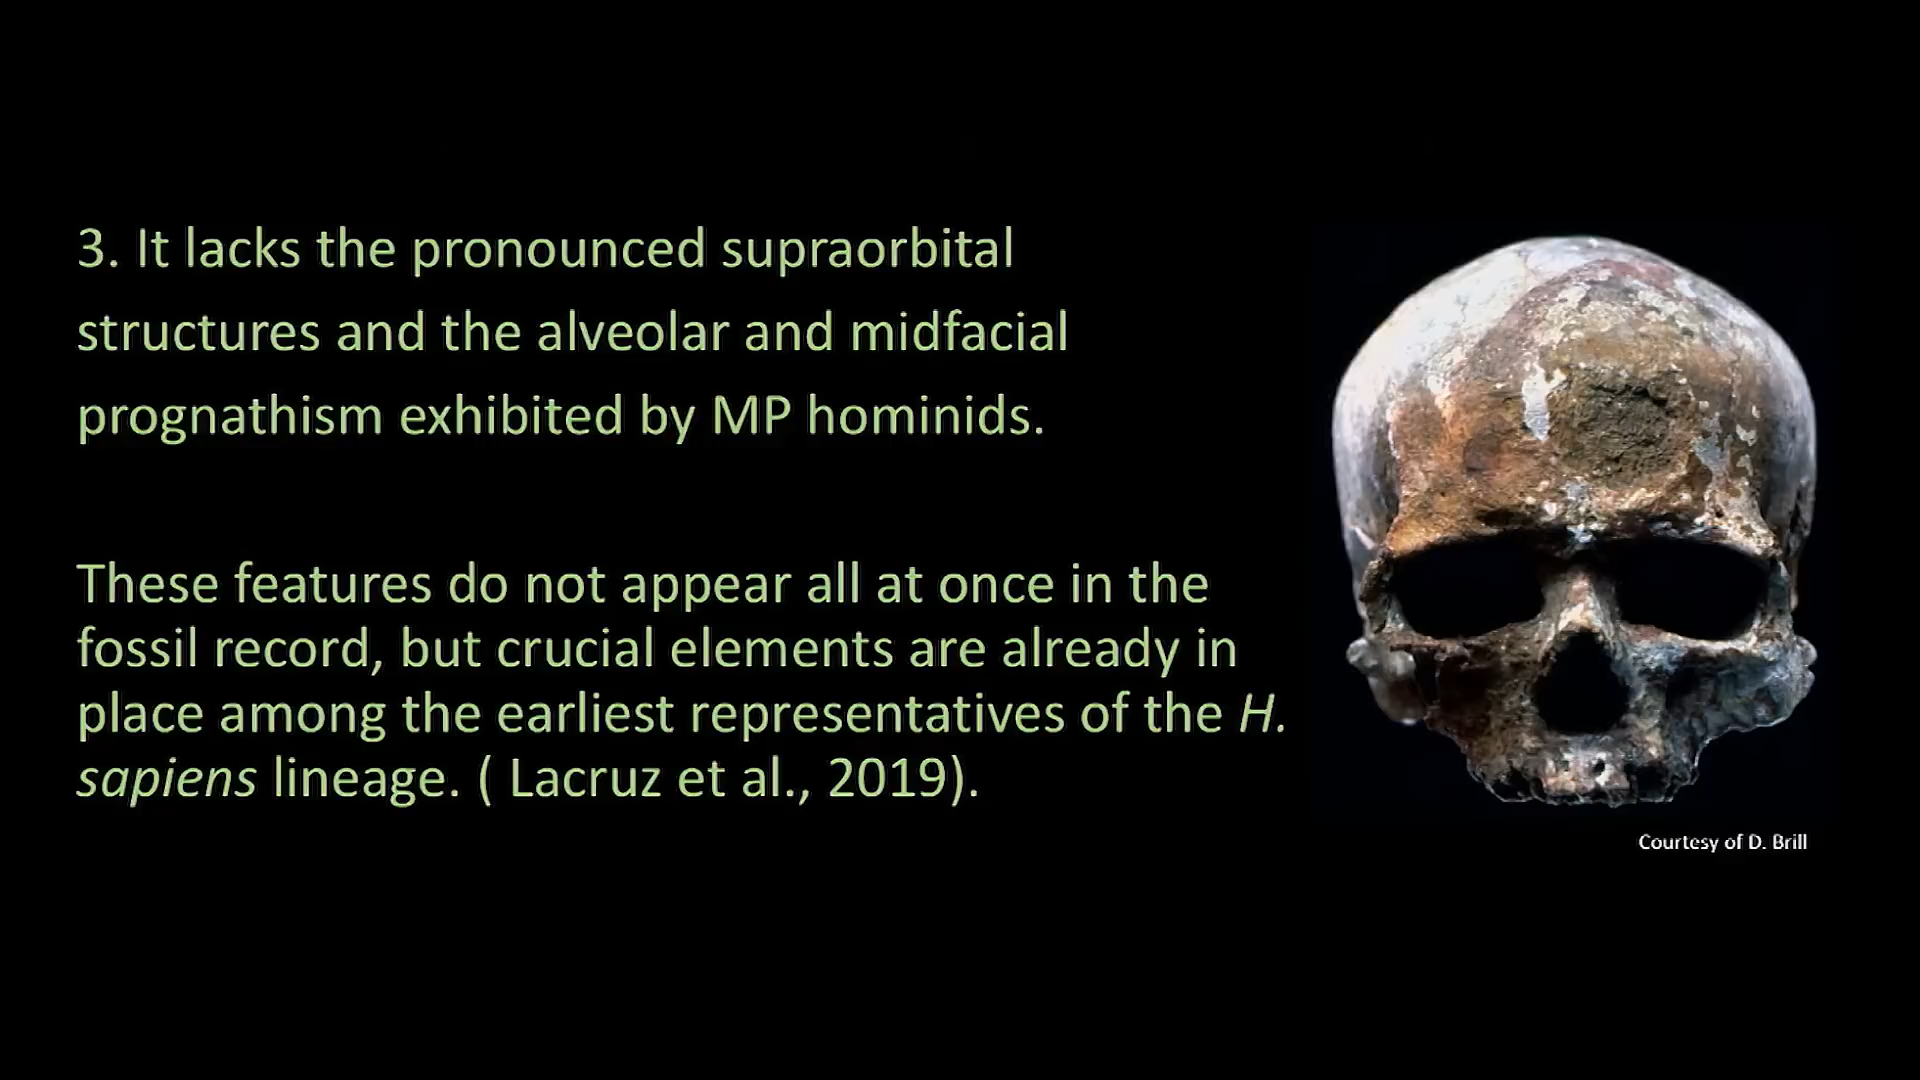 3. It lacks the pronounced supraorbital
structures and the alveolar and midfacial
prognathism exhibited by MP hominids.
These features do not appear all at once in the
fossil record, but crucial elements are already in
place among the earliest representatives of the H.
sapiens lineage. ( Lacruz et al., 2019).
Courtesy of D. Brill